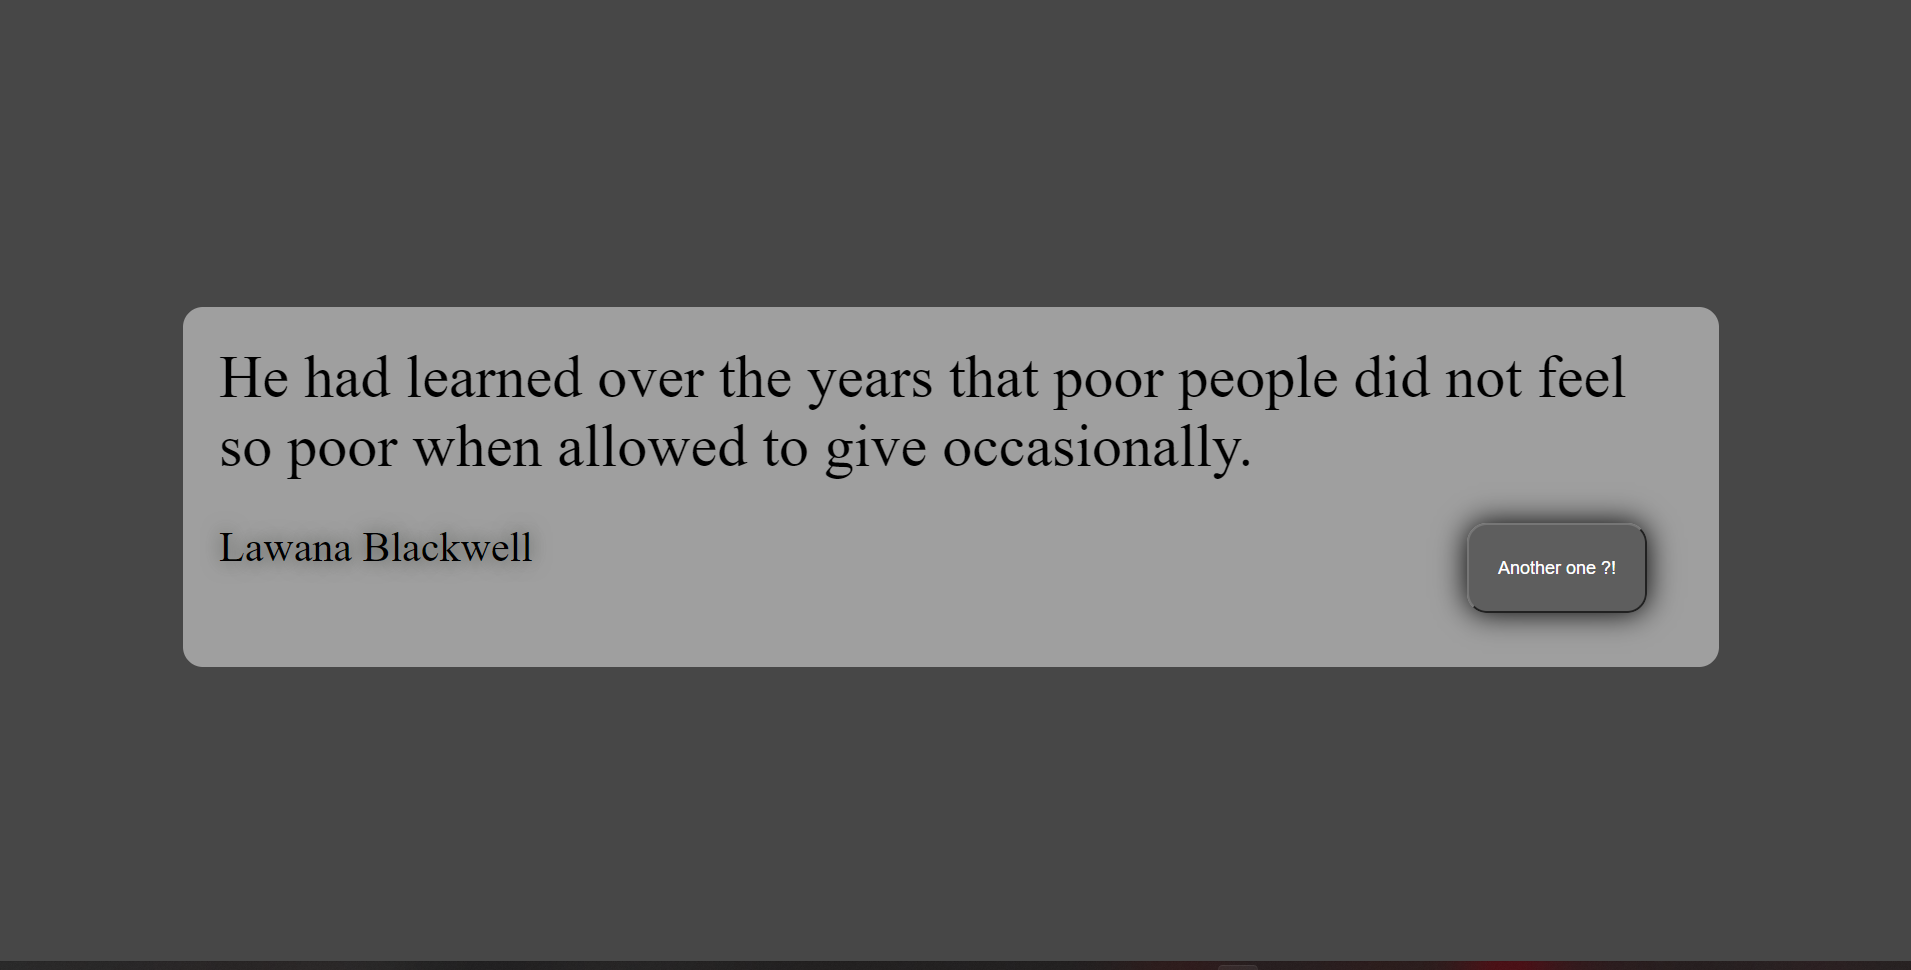 He had learned over the years that poor people did not feel
so poor when allowed to give occasionally.
Lawana Blackwell
Another one ?!